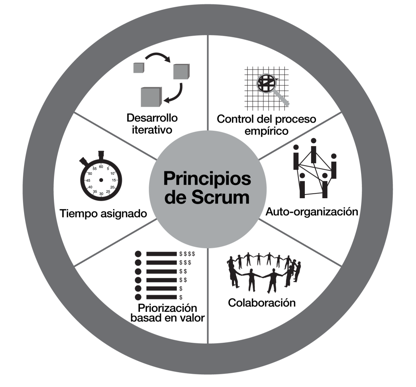 Principios
de Scrum
Desarrollo
iterativo
Control del proceso
empírico
Tiempo asignado
Auto-organización
Priorización
basad en valor
Colaboración
$$$$
$$$
$$
$$
$
$